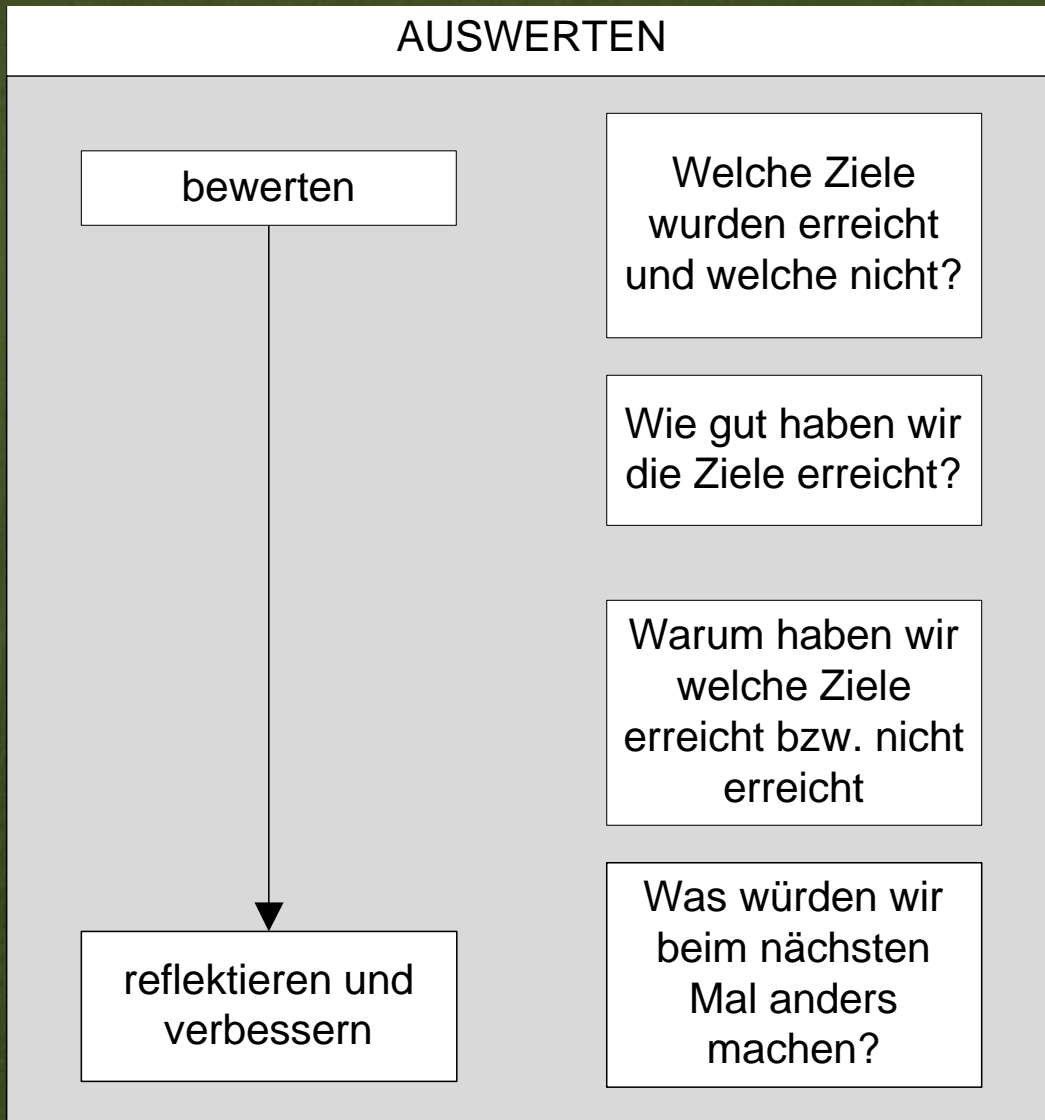 AUSWERTEN
bewerten
Welche Ziele
wurden erreicht
und welche nicht?
Wie gut haben wir
die Ziele erreicht?
Warum haben wir
welche Ziele
erreicht bzw. nicht
erreicht
reflektieren und
verbessern
Was würden wir
beim nächsten
Mal anders
machen?